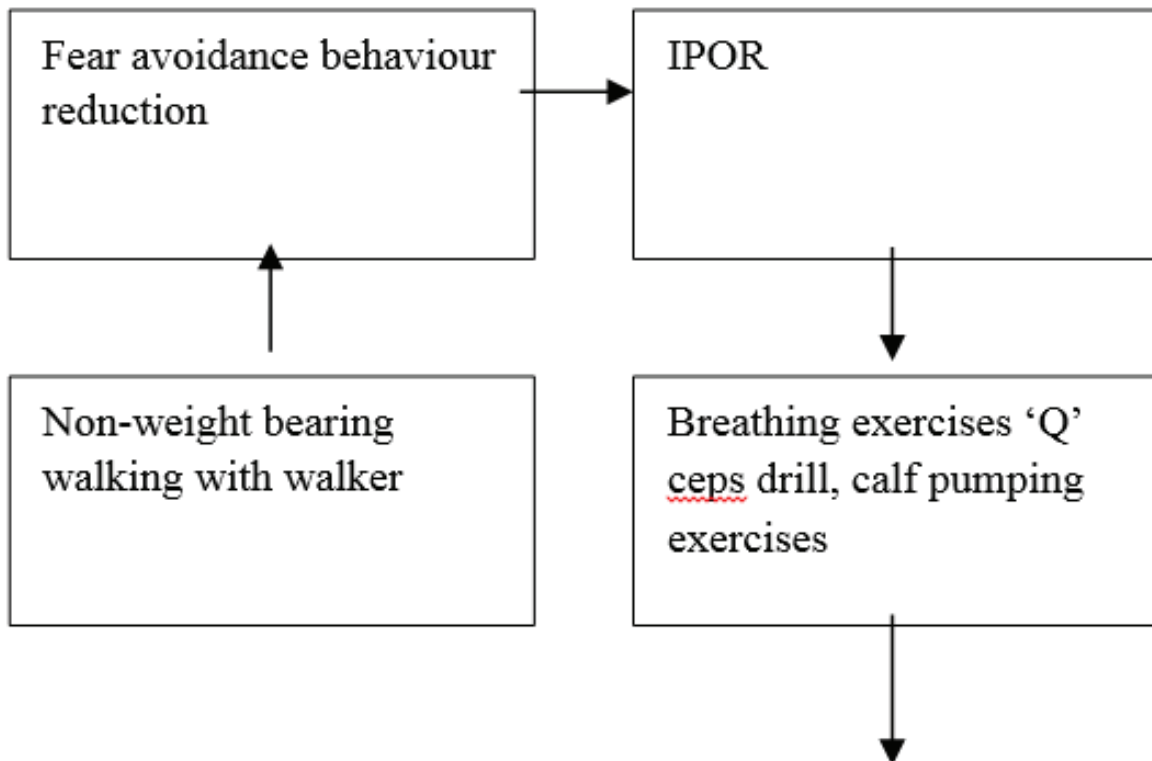 Fear avoidance behaviour
reduction
IPOR
Non-weight bearing
walking with walker
Breathing exercises ‘Q’
ceps drill, calf pumping
exercises